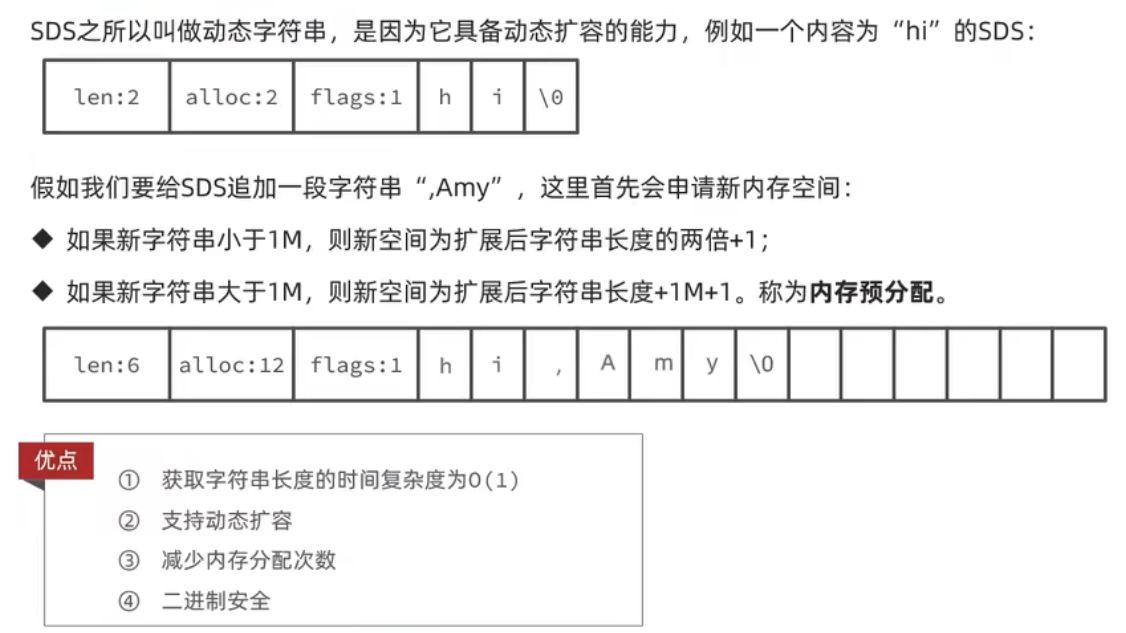 SDS之所以叫做动态字符串，是因为它具备动态扩容的能力，例如一个内容为“hi”的SDS：
len:2 alloc:2 flags:1 h i \0
假如我们要给SDS追加一段字符串“,Amy”，这里首先会申请新内存空间：
◆ 如果新字符串小于1M，则新空间为扩展后字符串长度的两倍+1；
◆ 如果新字符串大于1M，则新空间为扩展后字符串长度+1M+1。称为内存预分配。
len:6 alloc:12 flags:1 h i , A m y \0
优点
① 获取字符串长度的时间复杂度为O(1)
② 支持动态扩容
③ 减少内存分配次数
④ 二进制安全